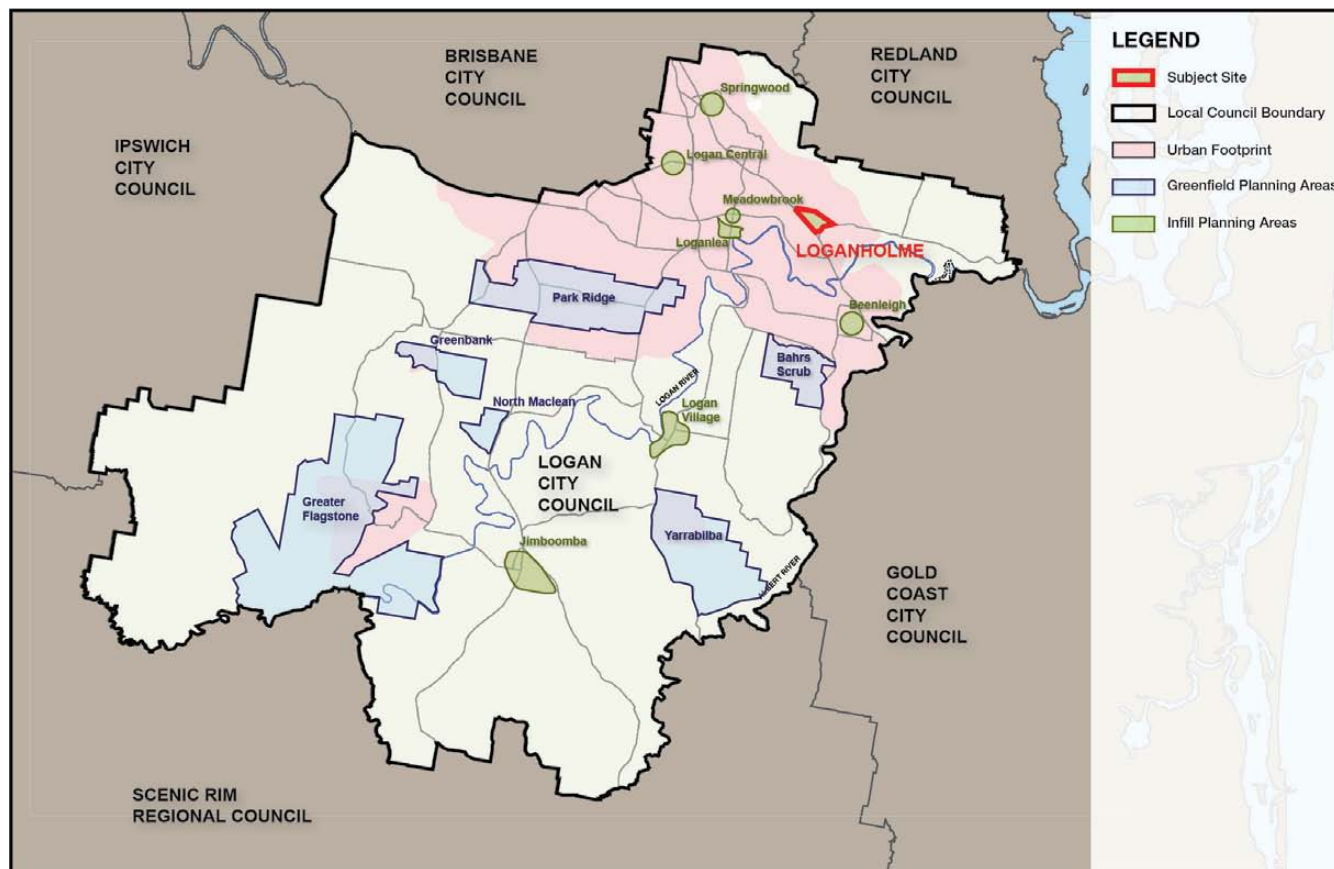 BRISBANE
CITY
COUNCIL
REDLAND
CITY
COUNCIL
IPSWICH
CITY
COUNCIL
Springwood
Logan Central
Meadowbrook
Loganlea
LOGANHOLME
Park Ridge
Beenleigh
Greenbank
Bahrs
Scrub
North Maclean
LOGAN RIVER
Logan
Village
LOGAN
CITY
COUNCIL
Greater
Flagstone
Yarrabilba
Jimboomba
RIVER
GOLD
COAST
CITY
COUNCIL
SCENIC RIM
REGIONAL COUNCIL
LEGEND
Subject Site
Local Council Boundary
Urban Footprint
Greenfield Planning Areas
Infill Planning Areas